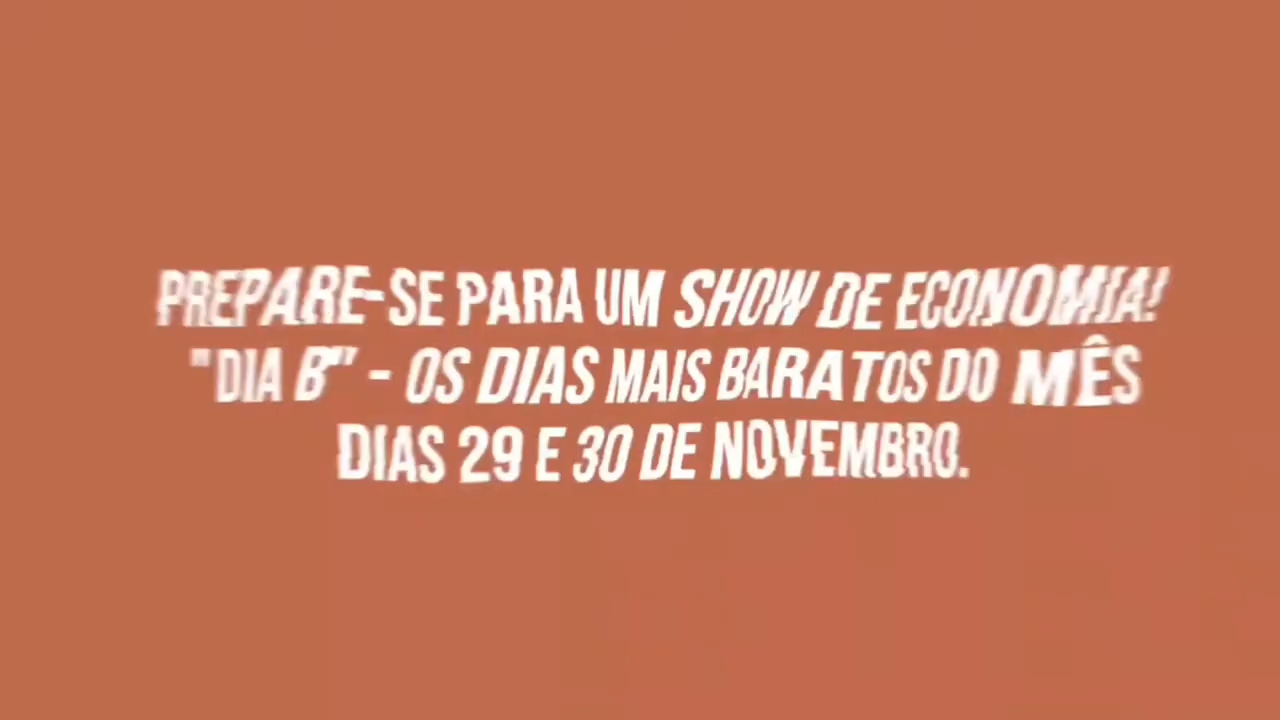 PREPARE-SE PARA UM SHOW DE ECONOMIA!
"DIA B" - OS DIAS MAIS BARATOS DO MÊS
DIAS 29 E 30 DE NOVEMBRO.